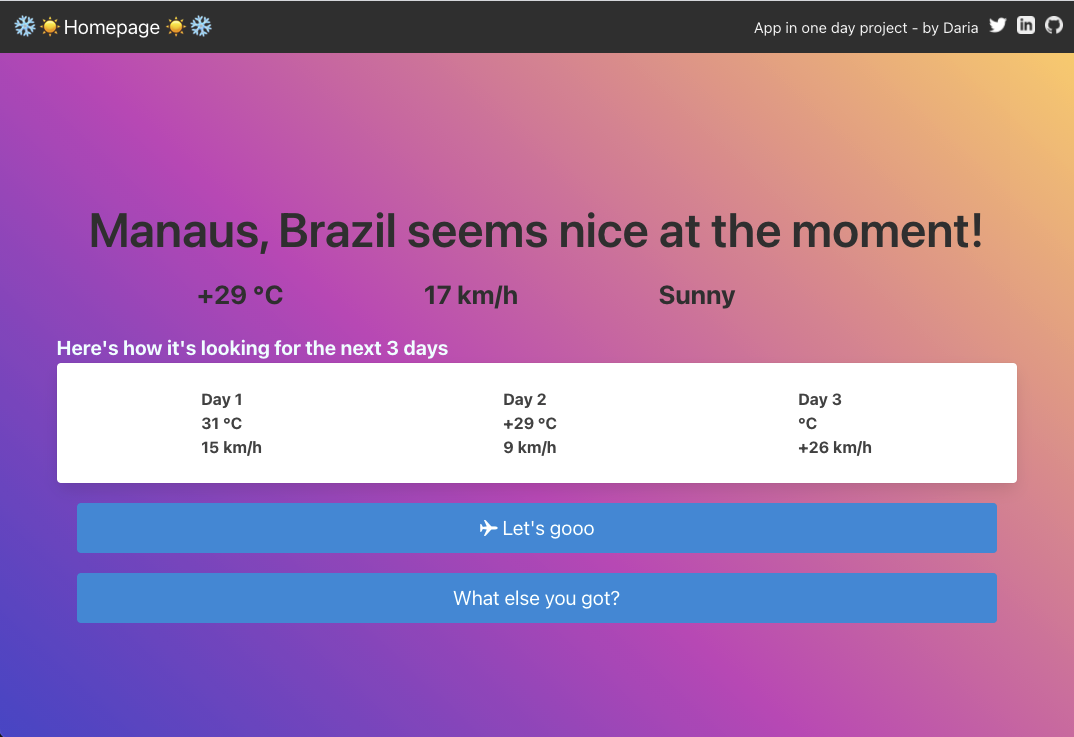 Homepage
App in one day project - by Daria
Manaus, Brazil seems nice at the moment!
+29 °C 17 km/h Sunny
Here's how it's looking for the next 3 days
Day 1 Day 2 Day 3
31 °C +29 °C °C
15 km/h 9 km/h +26 km/h
Let's gooo
What else you got?